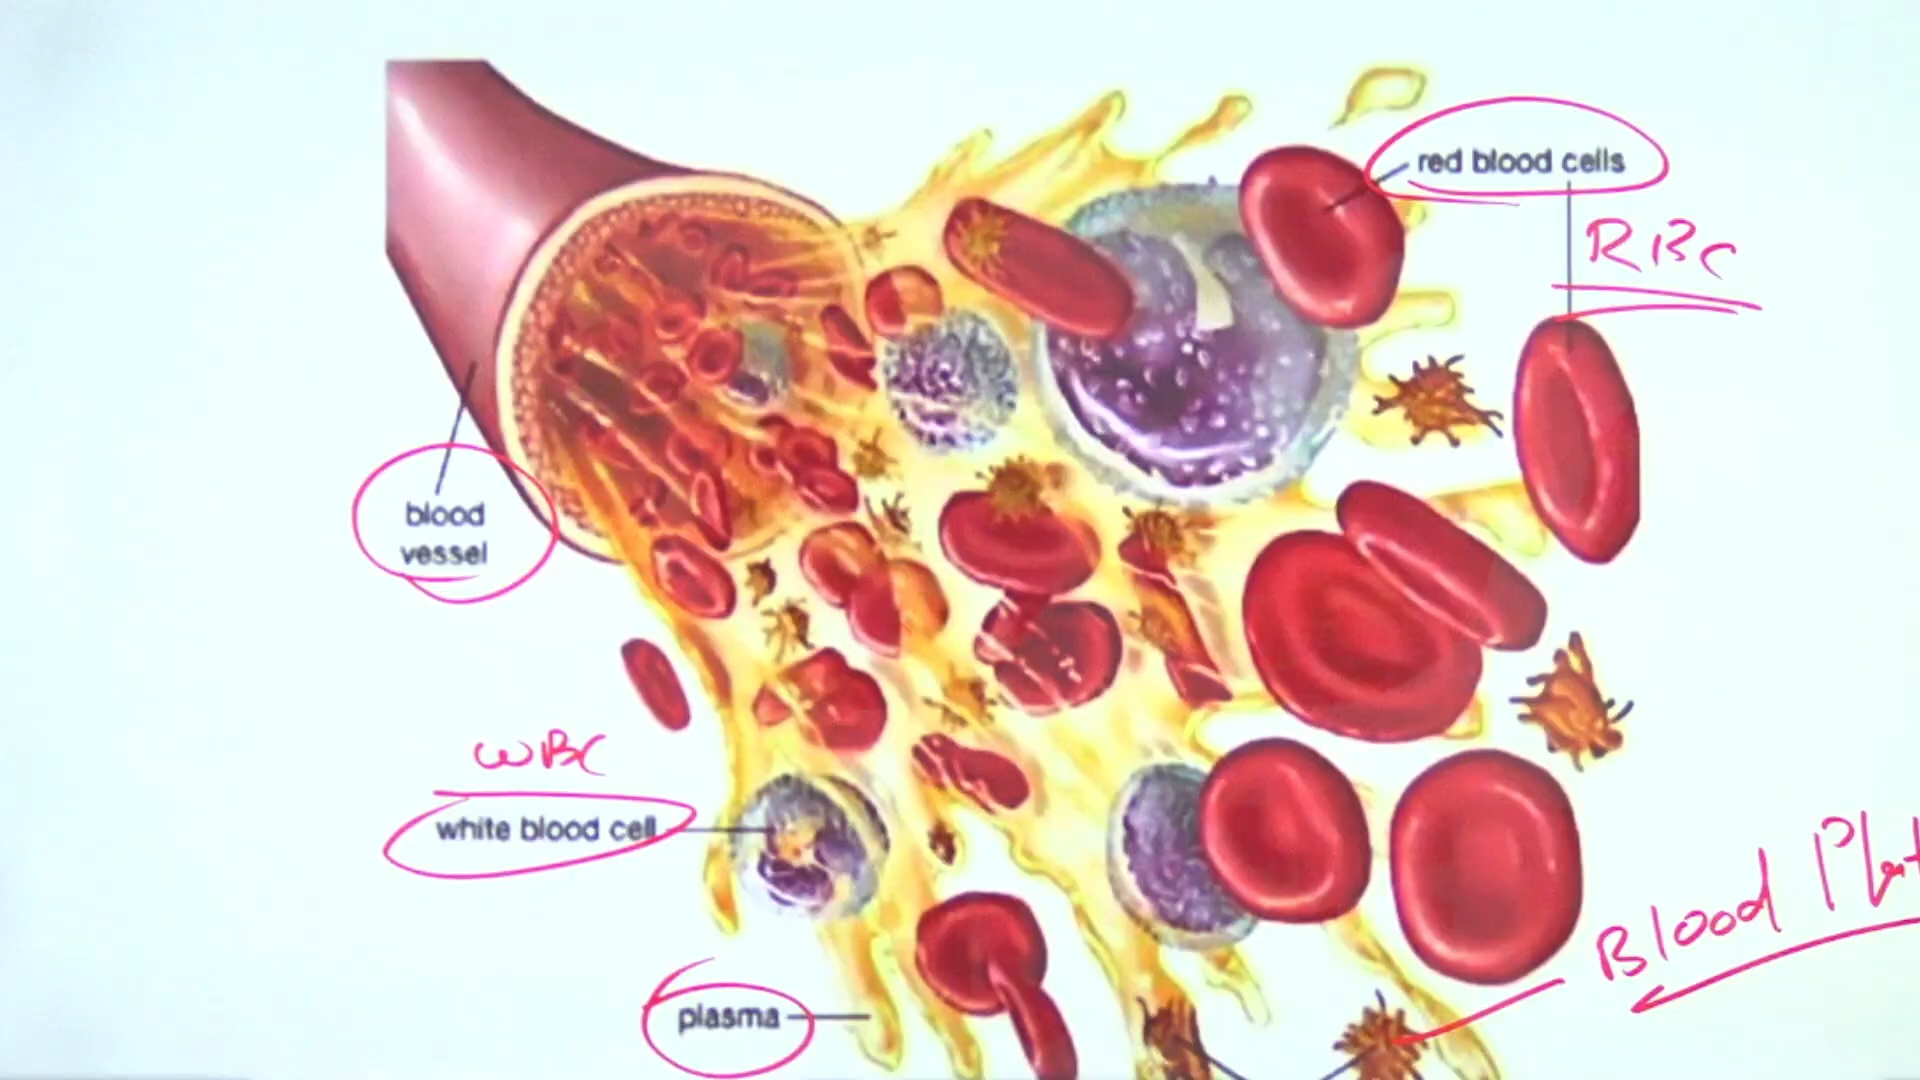 red blood cells
RBC
blood
vessel
WBC
white blood cell
Blood
plasma